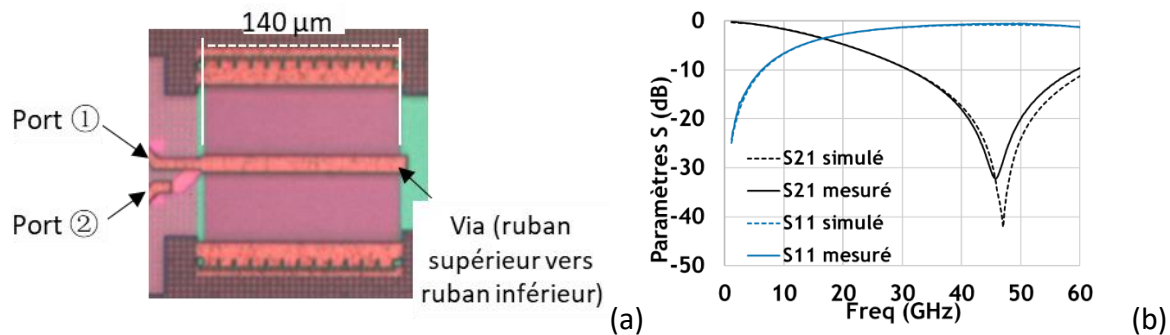 140 µm
Port ①
Port ②
Via (ruban
supérieur vers
ruban inférieur)
(a)
Paramètres S (dB)
0
-10
-20
-30
-40
-50
S21 simulé
S21 mesuré
S11 simulé
S11 mesuré
0 10 20 30 40 50 60
Freq (GHz)
(b)